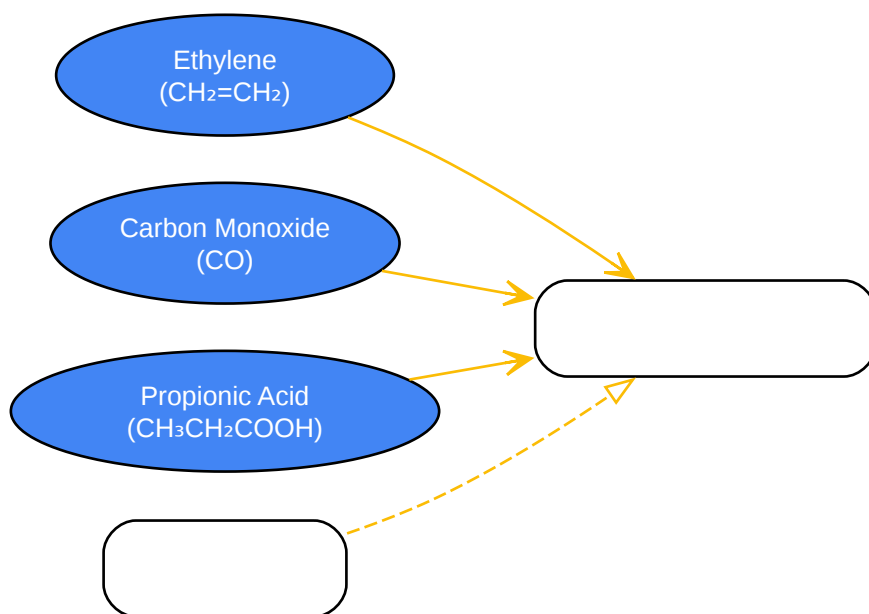 Ethylene
(CH₂=CH₂)
Carbon Monoxide
(CO)
Propionic Acid
(CH₃CH₂COOH)